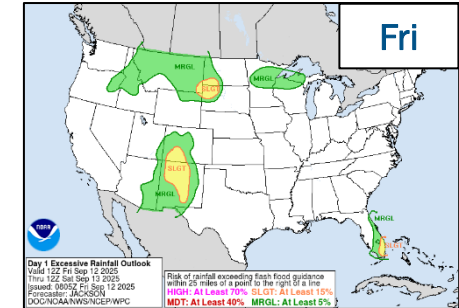 Fri
MRGL
SLGT
MRGL
SLGT
MRGL
MRGL
SLGT
NOAA
Day 1 Excessive Rainfall Outlook
Valid 12Z Fri Sep 12 2025
Thru 12Z Sat Sep 13 2025
Issued: 0805Z Fri Sep 12 2025
Forecaster: JACKSON
DOC/NOAA/NWS/NCEP/WPC
Risk of rainfall exceeding flash flood guidance
within 25 miles of a point to the right of a line
HIGH: At Least 70% SLGT: At Least 15%
MDT: At Least 40% MRGL: At Least 5%